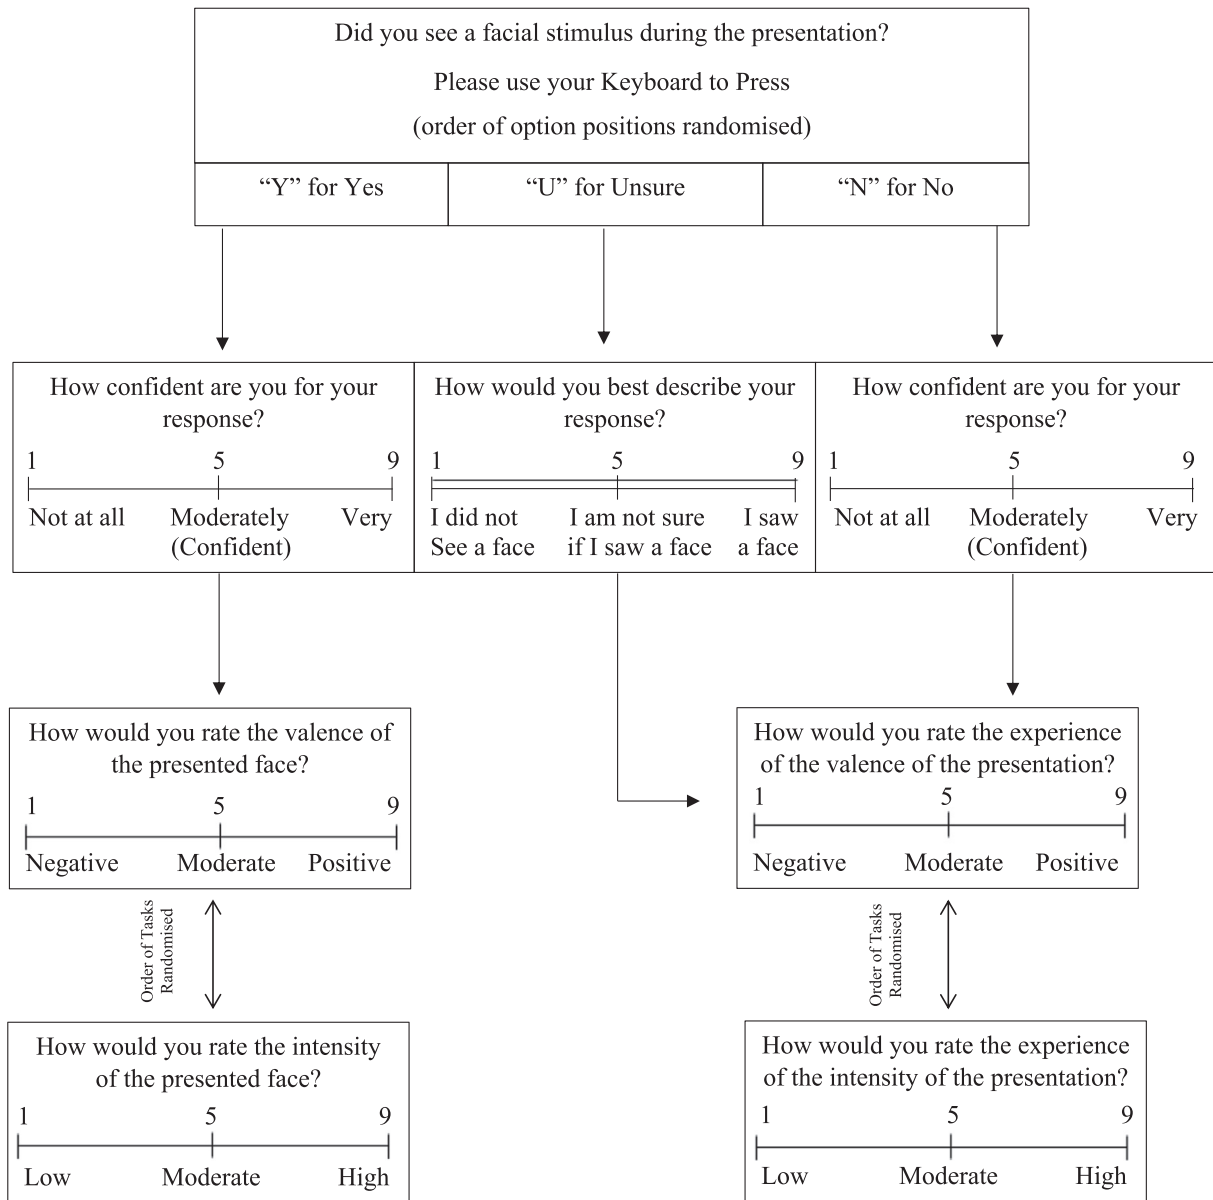 Did you see a facial stimulus during the presentation?
Please use your Keyboard to Press
(order of option positions randomised)
“Y” for Yes
“U” for Unsure
“N” for No
How confident are you for your
response?
1 5 9
Not at all Moderately Very
(Confident)
How would you best describe your
response?
1 5 9
I did not I am not sure I saw
See a face if I saw a face a face
How confident are you for your
response?
1 5 9
Not at all Moderately Very
(Confident)
How would you rate the valence of
the presented face?
1 5 9
Negative Moderate Positive
How would you rate the experience
of the valence of the presentation?
1 5 9
Negative Moderate Positive
Order of Tasks
Randomised
Order of Tasks
Randomised
How would you rate the intensity
of the presented face?
1 5 9
Low Moderate High
How would you rate the experience
of the intensity of the presentation?
1 5 9
Low Moderate High